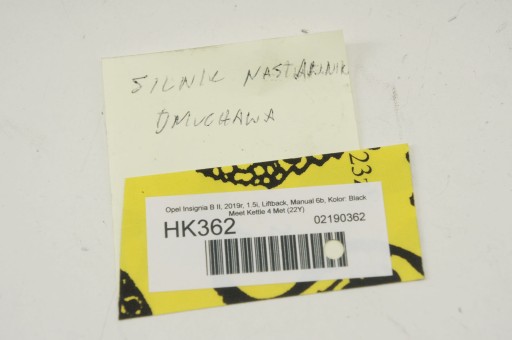 SILNIK NASTAWNIK
DMUCHAWA
232
Opel Insignia B II, 2019r, 1.5i, Liftback, Manual 6b, Kolor: Black
Meet Kettle 4 Met (22Y)
HK362
02190362